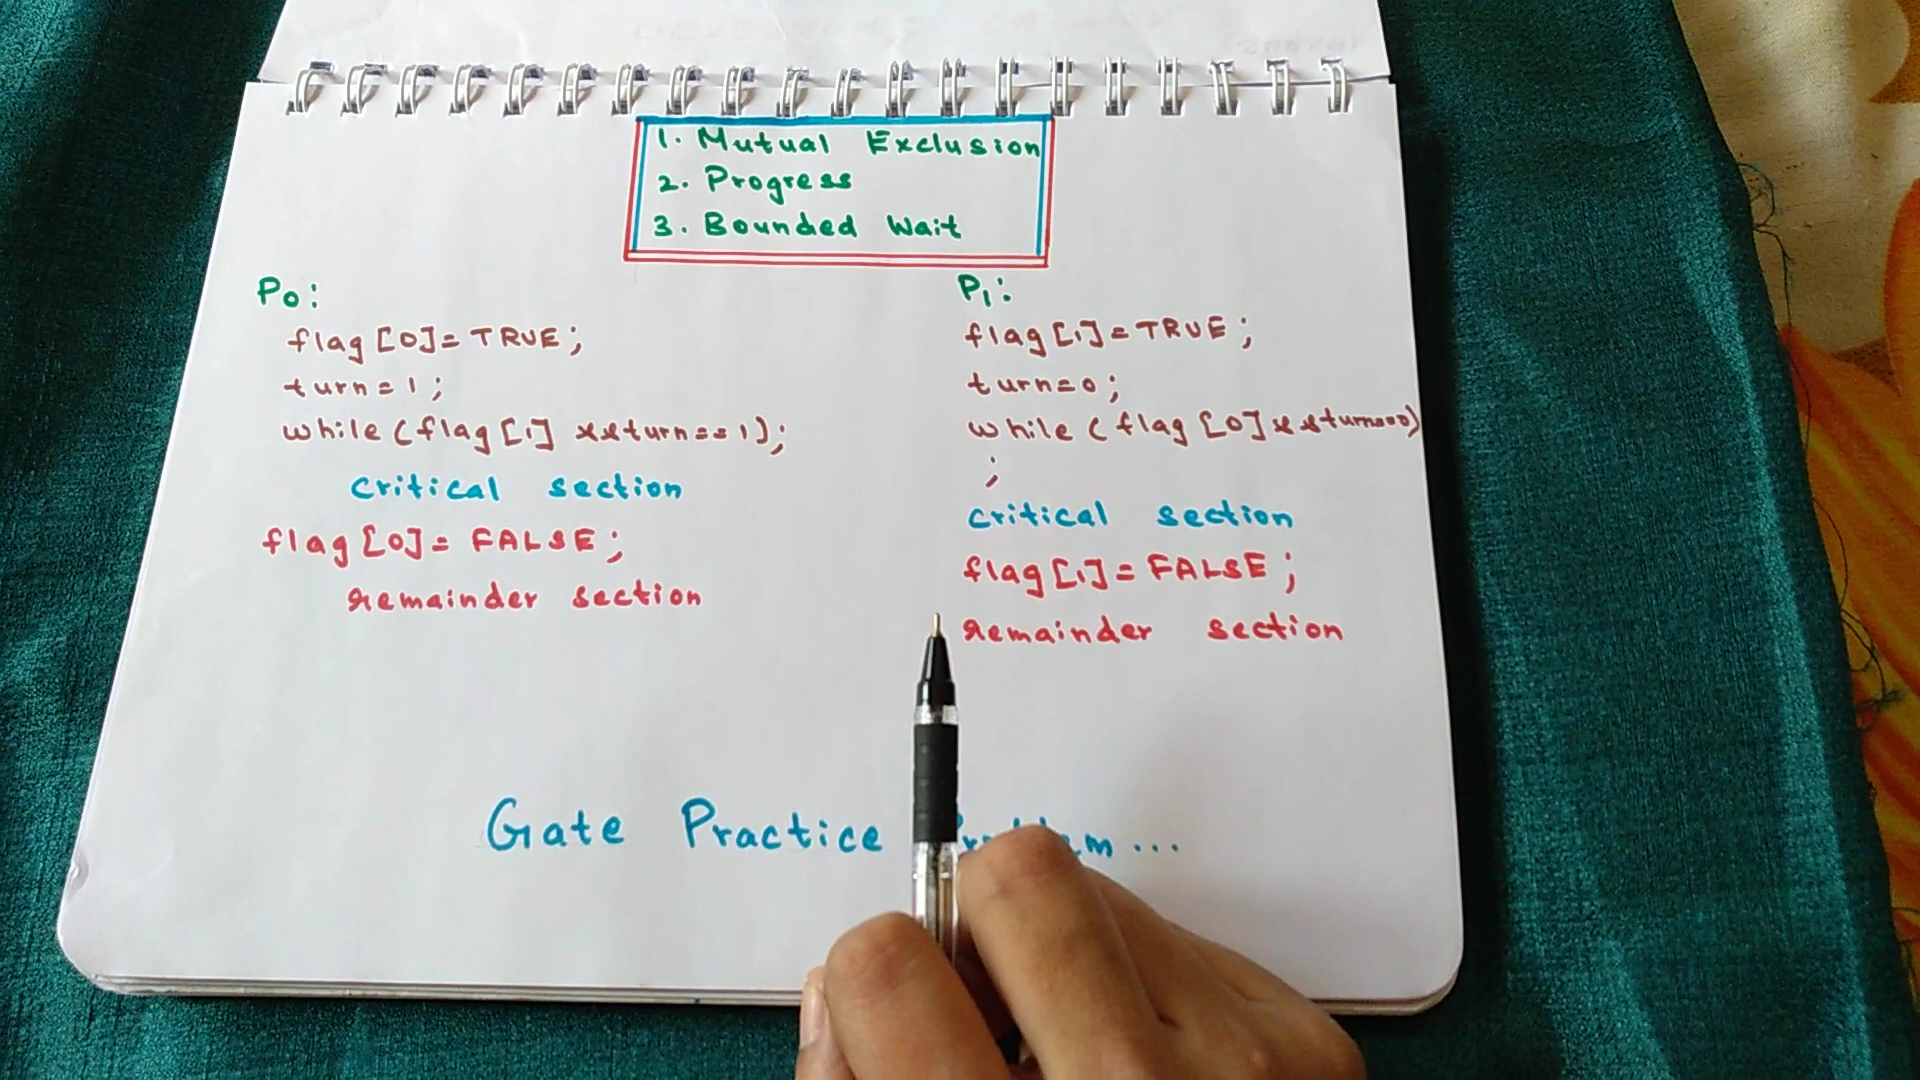 1. Mutual Exclusion
2. Progress
3. Bounded Wait
P0:
flag [0]= TRUE;
turn=1;
while (flag [1] &&turn==1);
critical section
flag [0]= FALSE;
remainder section
P1:
flag [1]=TRUE;
turn=0;
while (flag [0]&&turn==0)
;
critical section
flag [1]= FALSE;
remainder section
Gate Practice Problem...